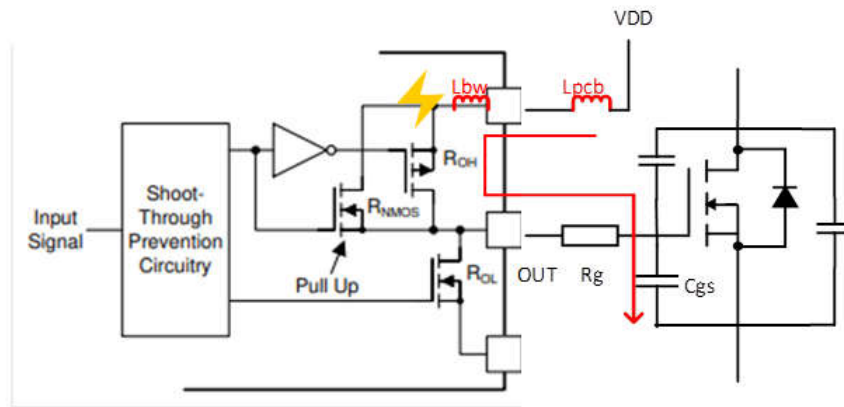 VDD
Lbw
Lpcb
Shoot-
Through
Prevention
Circuitry
Input
Signal
ROH
RNMOS
Pull Up
ROL
OUT
Rg
Cgs